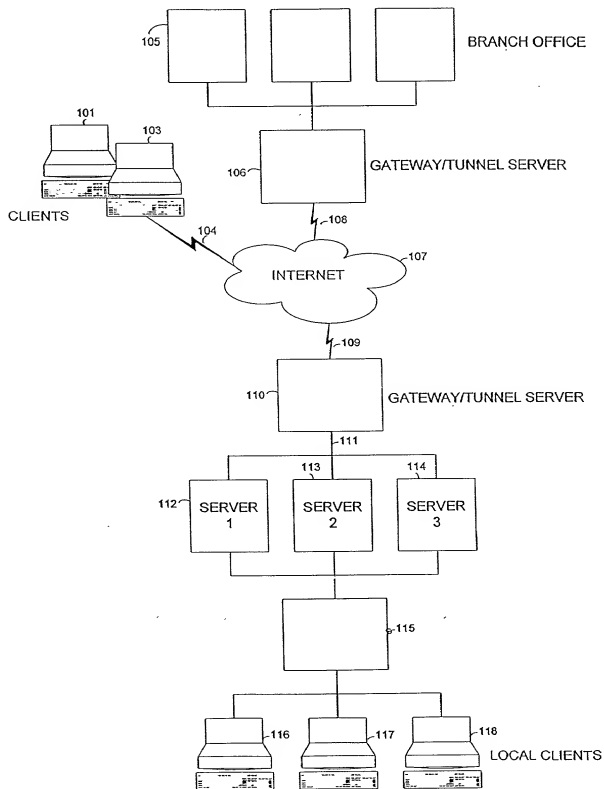 105
BRANCH OFFICE
101
103
106
GATEWAY/TUNNEL SERVER
CLIENTS
108
104
107
INTERNET
109
110
GATEWAY/TUNNEL SERVER
111
113
114
112
SERVER
1
SERVER
2
SERVER
3
115
116
117
118
LOCAL CLIENTS